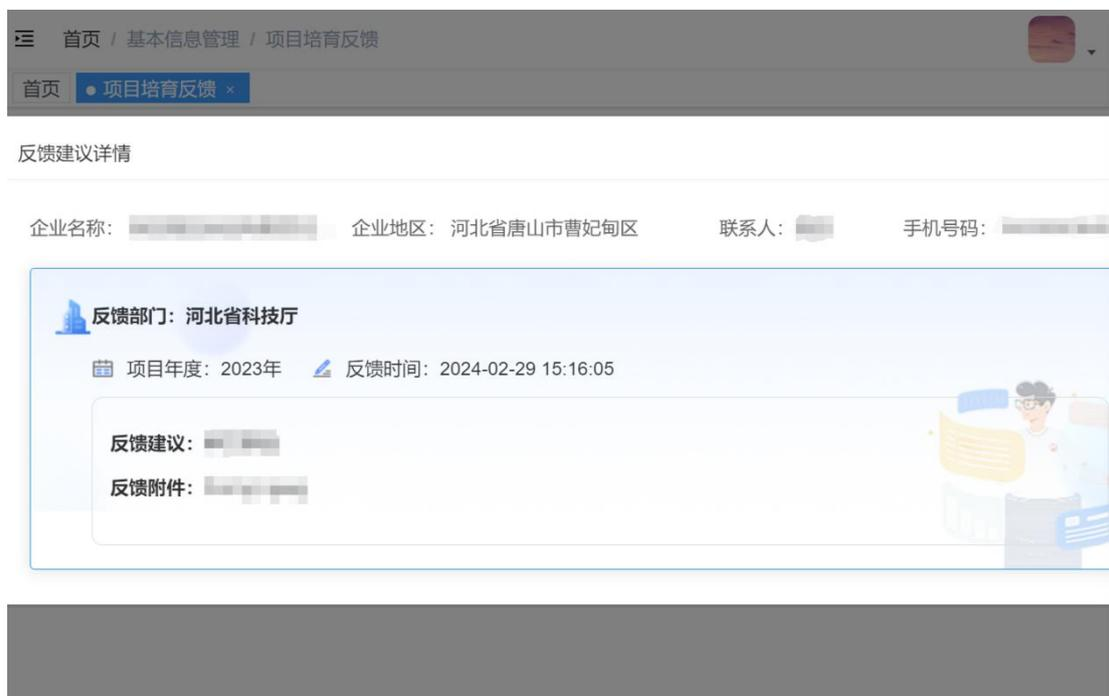 首页 / 基本信息管理 / 项目培育反馈
首页 ● 项目培育反馈 ×
反馈建议详情
企业名称： 企业地区： 河北省唐山市曹妃甸区 联系人： 手机号码：
反馈部门：河北省科技厅
项目年度：2023年 反馈时间：2024-02-29 15:16:05
反馈建议：
反馈附件：